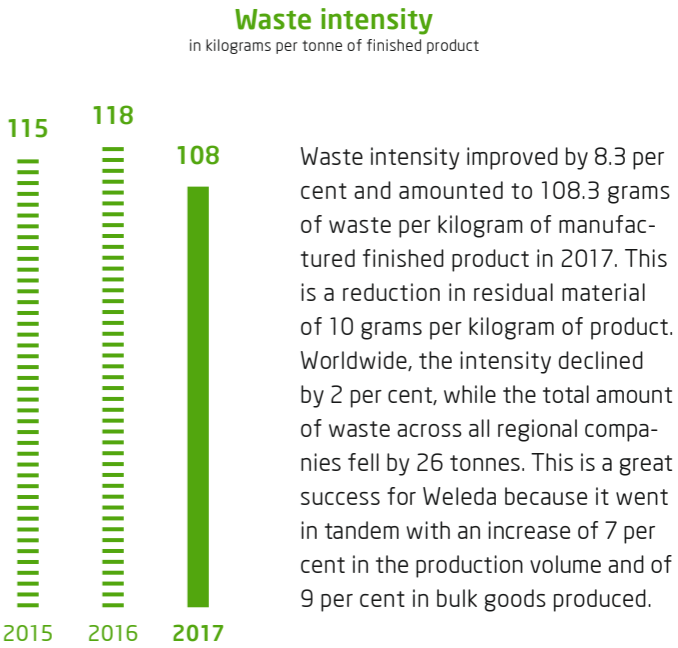 Waste intensity
in kilograms per tonne of finished product
115
118
108
2015
2016
2017
Waste intensity improved by 8.3 per
cent and amounted to 108.3 grams
of waste per kilogram of manufac-
tured finished product in 2017. This
is a reduction in residual material
of 10 grams per kilogram of product.
Worldwide, the intensity declined
by 2 per cent, while the total amount
of waste across all regional compa-
nies fell by 26 tonnes. This is a great
success for Weleda because it went
in tandem with an increase of 7 per
cent in the production volume and of
9 per cent in bulk goods produced.